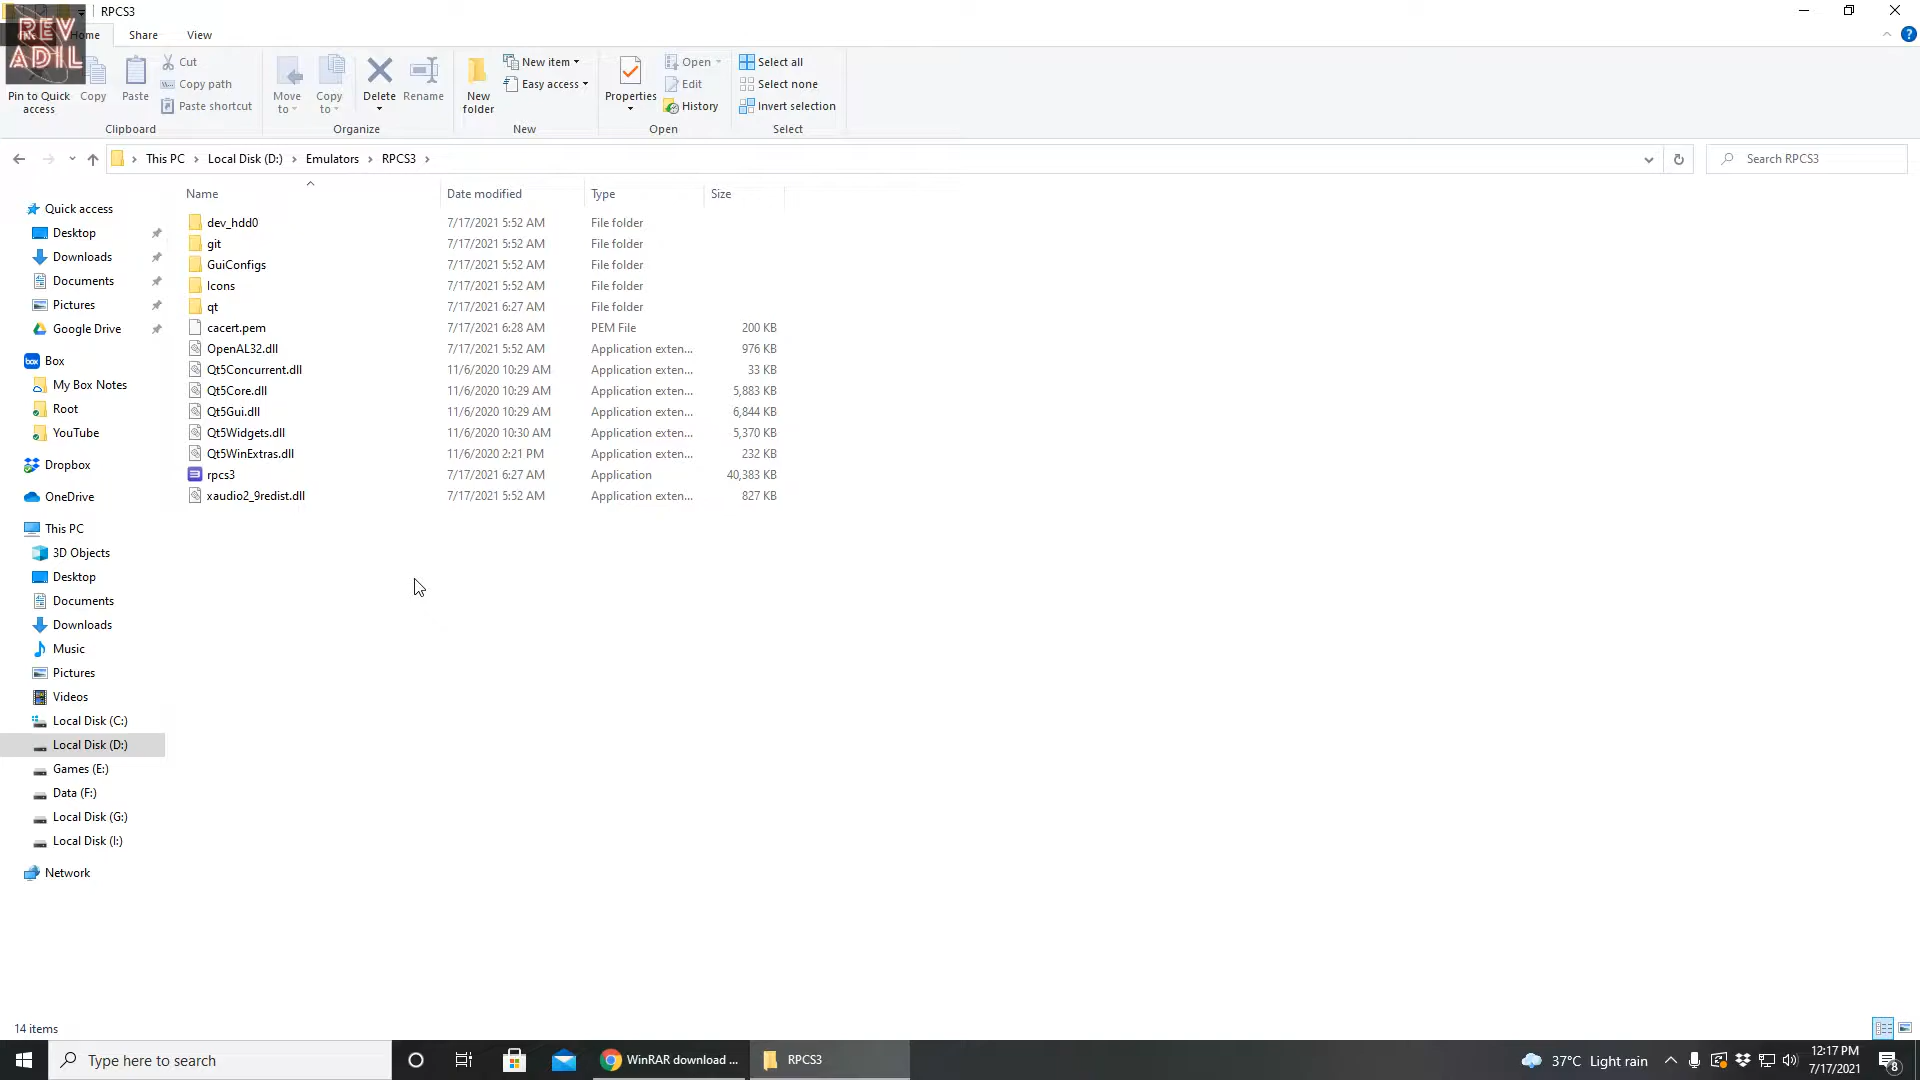 RPCS3
REV
ADIL
Home Share View
Pin to Quick access
Copy
Paste
Cut
Copy path
Paste shortcut
Clipboard
Move to
Copy to
Delete
Rename
Organize
New folder
New item
Easy access
New
Properties
Open
Edit
History
Open
Select all
Select none
Invert selection
Select
This PC › Local Disk (D:) › Emulators › RPCS3 ›
Search RPCS3
Name Date modified Type Size
dev_hdd0 7/17/2021 5:52 AM File folder
git 7/17/2021 5:52 AM File folder
GuiConfigs 7/17/2021 5:52 AM File folder
Icons 7/17/2021 5:52 AM File folder
qt 7/17/2021 6:27 AM File folder
cacert.pem 7/17/2021 6:28 AM PEM File 200 KB
OpenAL32.dll 7/17/2021 5:52 AM Application exten... 976 KB
Qt5Concurrent.dll 11/6/2020 10:29 AM Application exten... 33 KB
Qt5Core.dll 11/6/2020 10:29 AM Application exten... 5,883 KB
Qt5Gui.dll 11/6/2020 10:29 AM Application exten... 6,844 KB
Qt5Widgets.dll 11/6/2020 10:30 AM Application exten... 5,370 KB
Qt5WinExtras.dll 11/6/2020 2:21 PM Application exten... 232 KB
rpcs3 7/17/2021 6:27 AM Application 40,383 KB
xaudio2_9redist.dll 7/17/2021 5:52 AM Application exten... 827 KB
Quick access
Desktop
Downloads
Documents
Pictures
Google Drive
box Box
My Box Notes
Root
YouTube
Dropbox
OneDrive
This PC
3D Objects
Desktop
Documents
Downloads
Music
Pictures
Videos
Local Disk (C:)
Local Disk (D:)
Games (E:)
Data (F:)
Local Disk (G:)
Local Disk (I:)
Network
14 items
Type here to search
WinRAR download ...
RPCS3
37°C Light rain
12:17 PM
7/17/2021
8